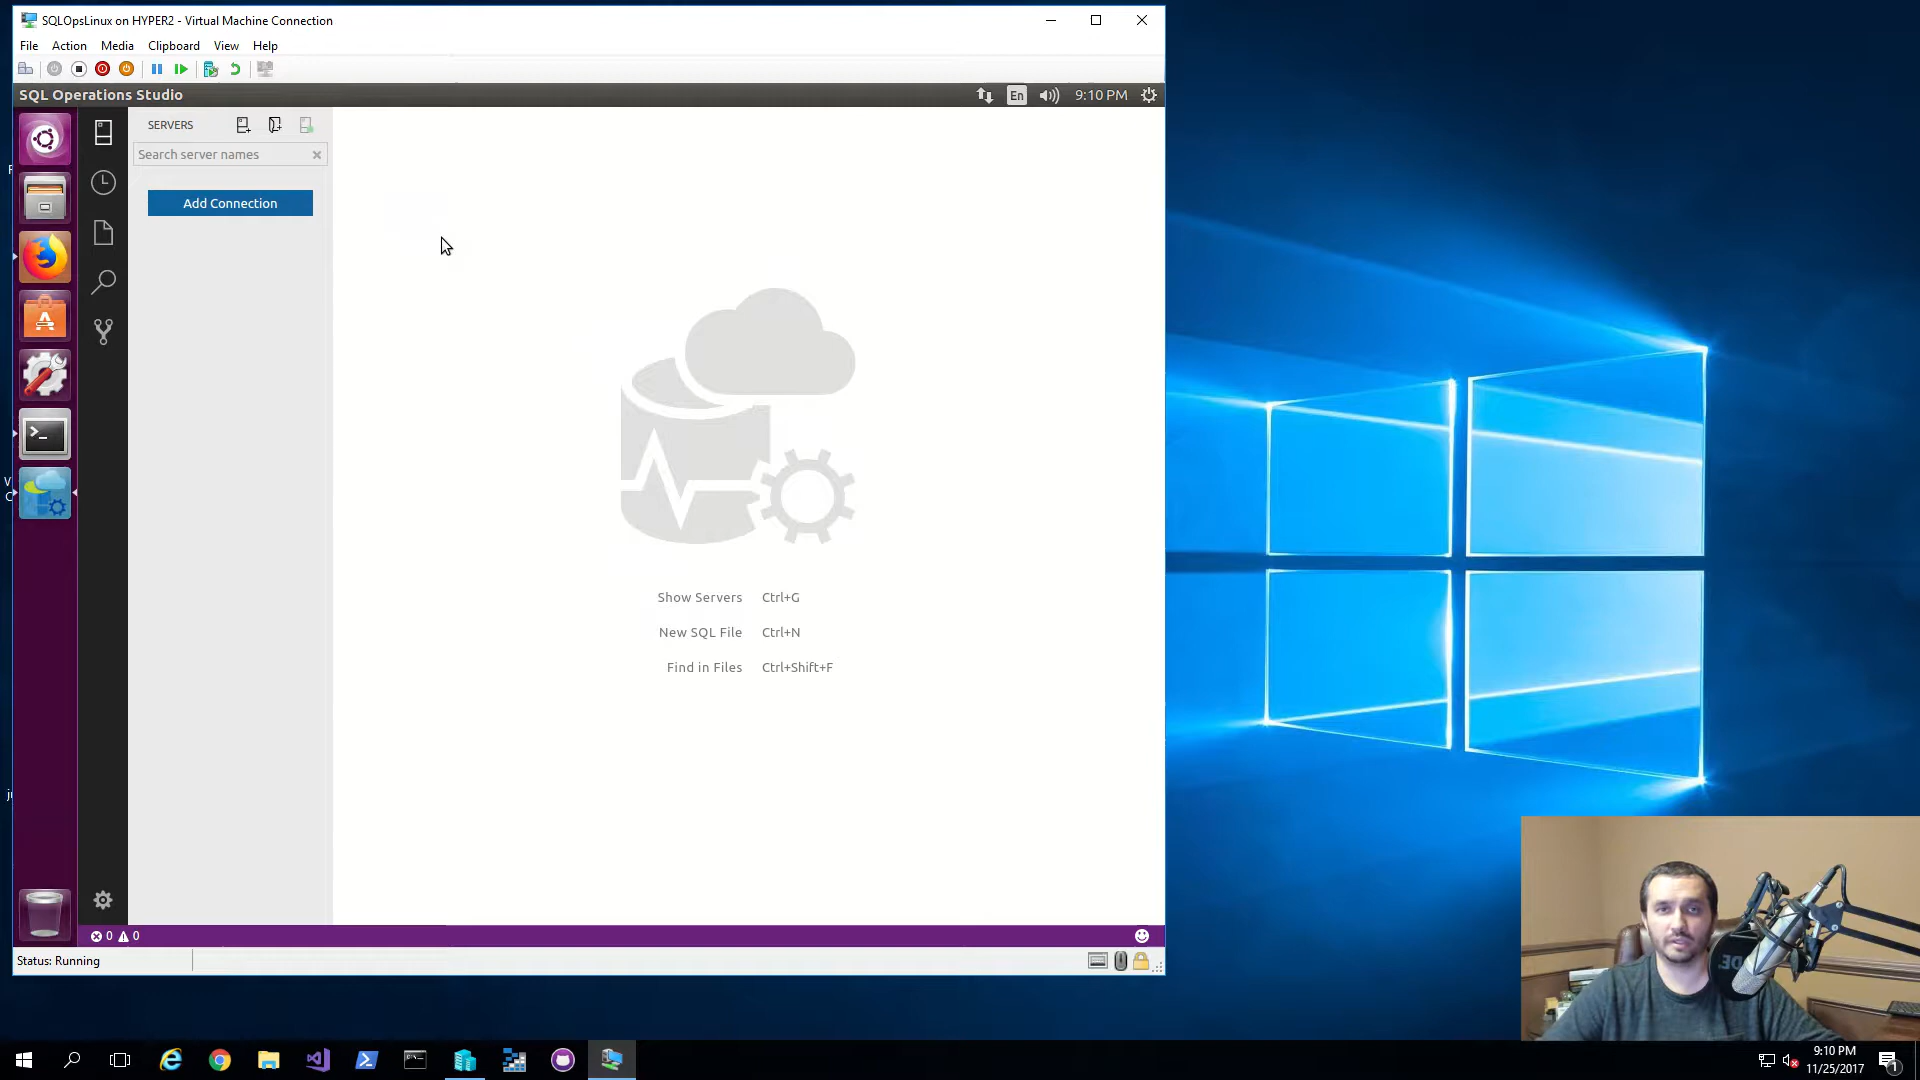 SQLOpsLinux on HYPER2 - Virtual Machine Connection
File Action Media Clipboard View Help
SQL Operations Studio
En
9:10 PM
SERVERS
Search server names
Add Connection
Show Servers Ctrl+G
New SQL File Ctrl+N
Find in Files Ctrl+Shift+F
0 0
Status: Running
9:10 PM
11/25/2017
1